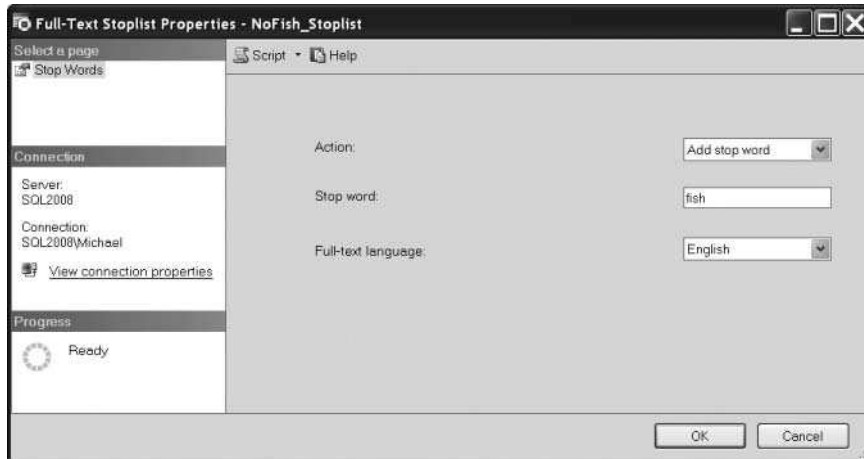 Full-Text Stoplist Properties - NoFish_Stoplist
Select a page
Stop Words
Script Help
Action: Add stop word
Stop word: fish
Full-text language: English
Connection
Server:
SQL2008
Connection:
SQL2008\Michael
View connection properties
Progress
Ready
OK Cancel